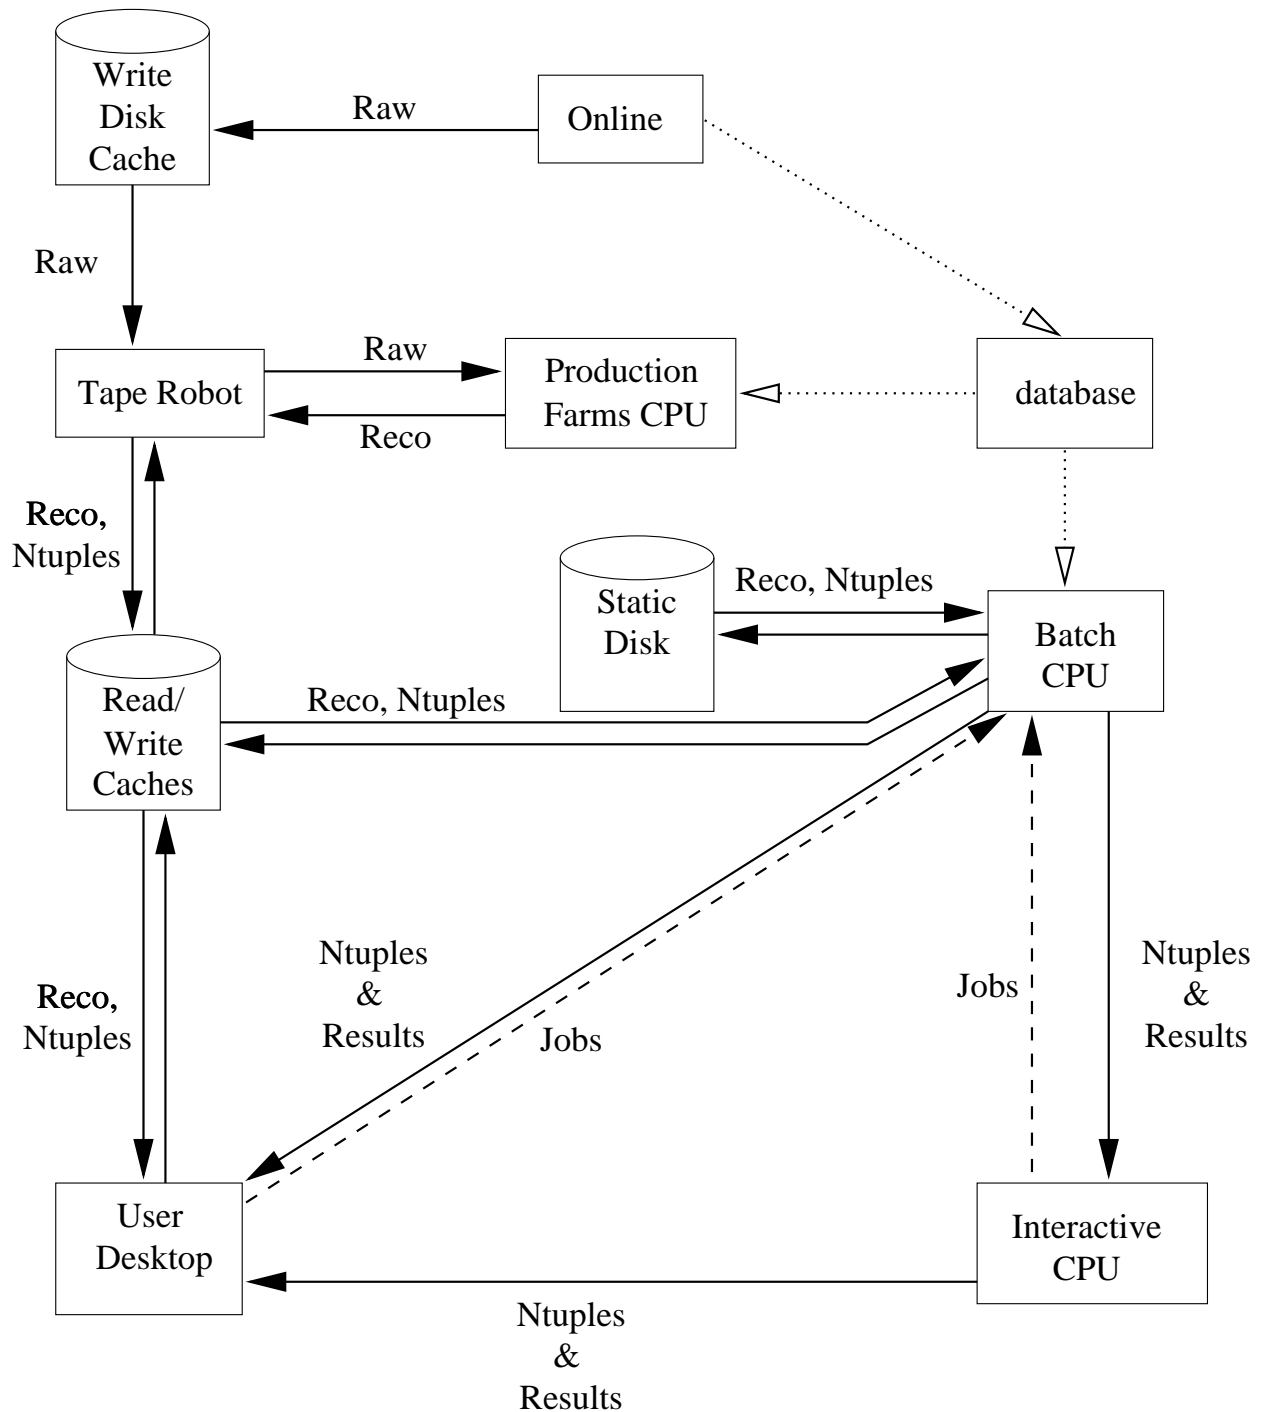 Write
Disk
Cache
Raw
Online
Raw
Tape Robot
Raw
Reco
Production
Farms CPU
database
Reco,
Ntuples
Static
Disk
Reco, Ntuples
Batch
CPU
Read/
Write
Caches
Reco, Ntuples
Reco,
Ntuples
Ntuples
&
Results
Jobs
Jobs
Ntuples
&
Results
User
Desktop
Interactive
CPU
Ntuples
&
Results